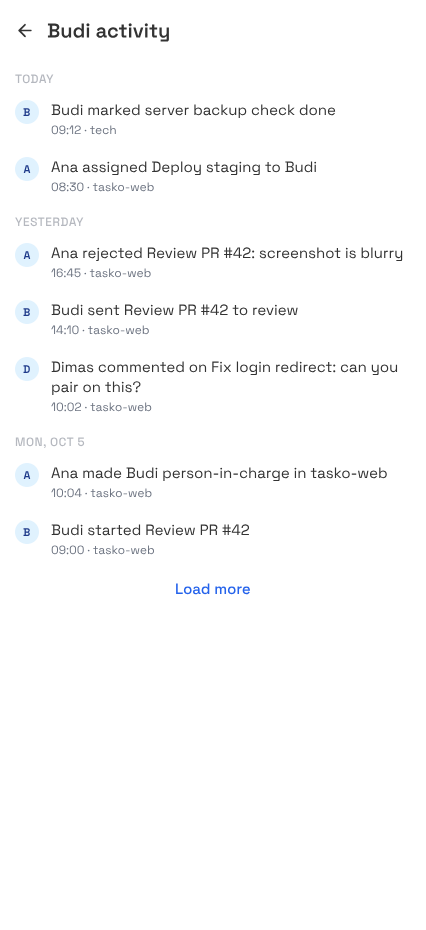 Budi activity
TODAY
B
Budi marked server backup check done
09:12 · tech
A
Ana assigned Deploy staging to Budi
08:30 · tasko-web
YESTERDAY
A
Ana rejected Review PR #42: screenshot is blurry
16:45 · tasko-web
B
Budi sent Review PR #42 to review
14:10 · tasko-web
D
Dimas commented on Fix login redirect: can you
pair on this?
10:02 · tasko-web
MON, OCT 5
A
Ana made Budi person-in-charge in tasko-web
10:04 · tasko-web
B
Budi started Review PR #42
09:00 · tasko-web
Load more